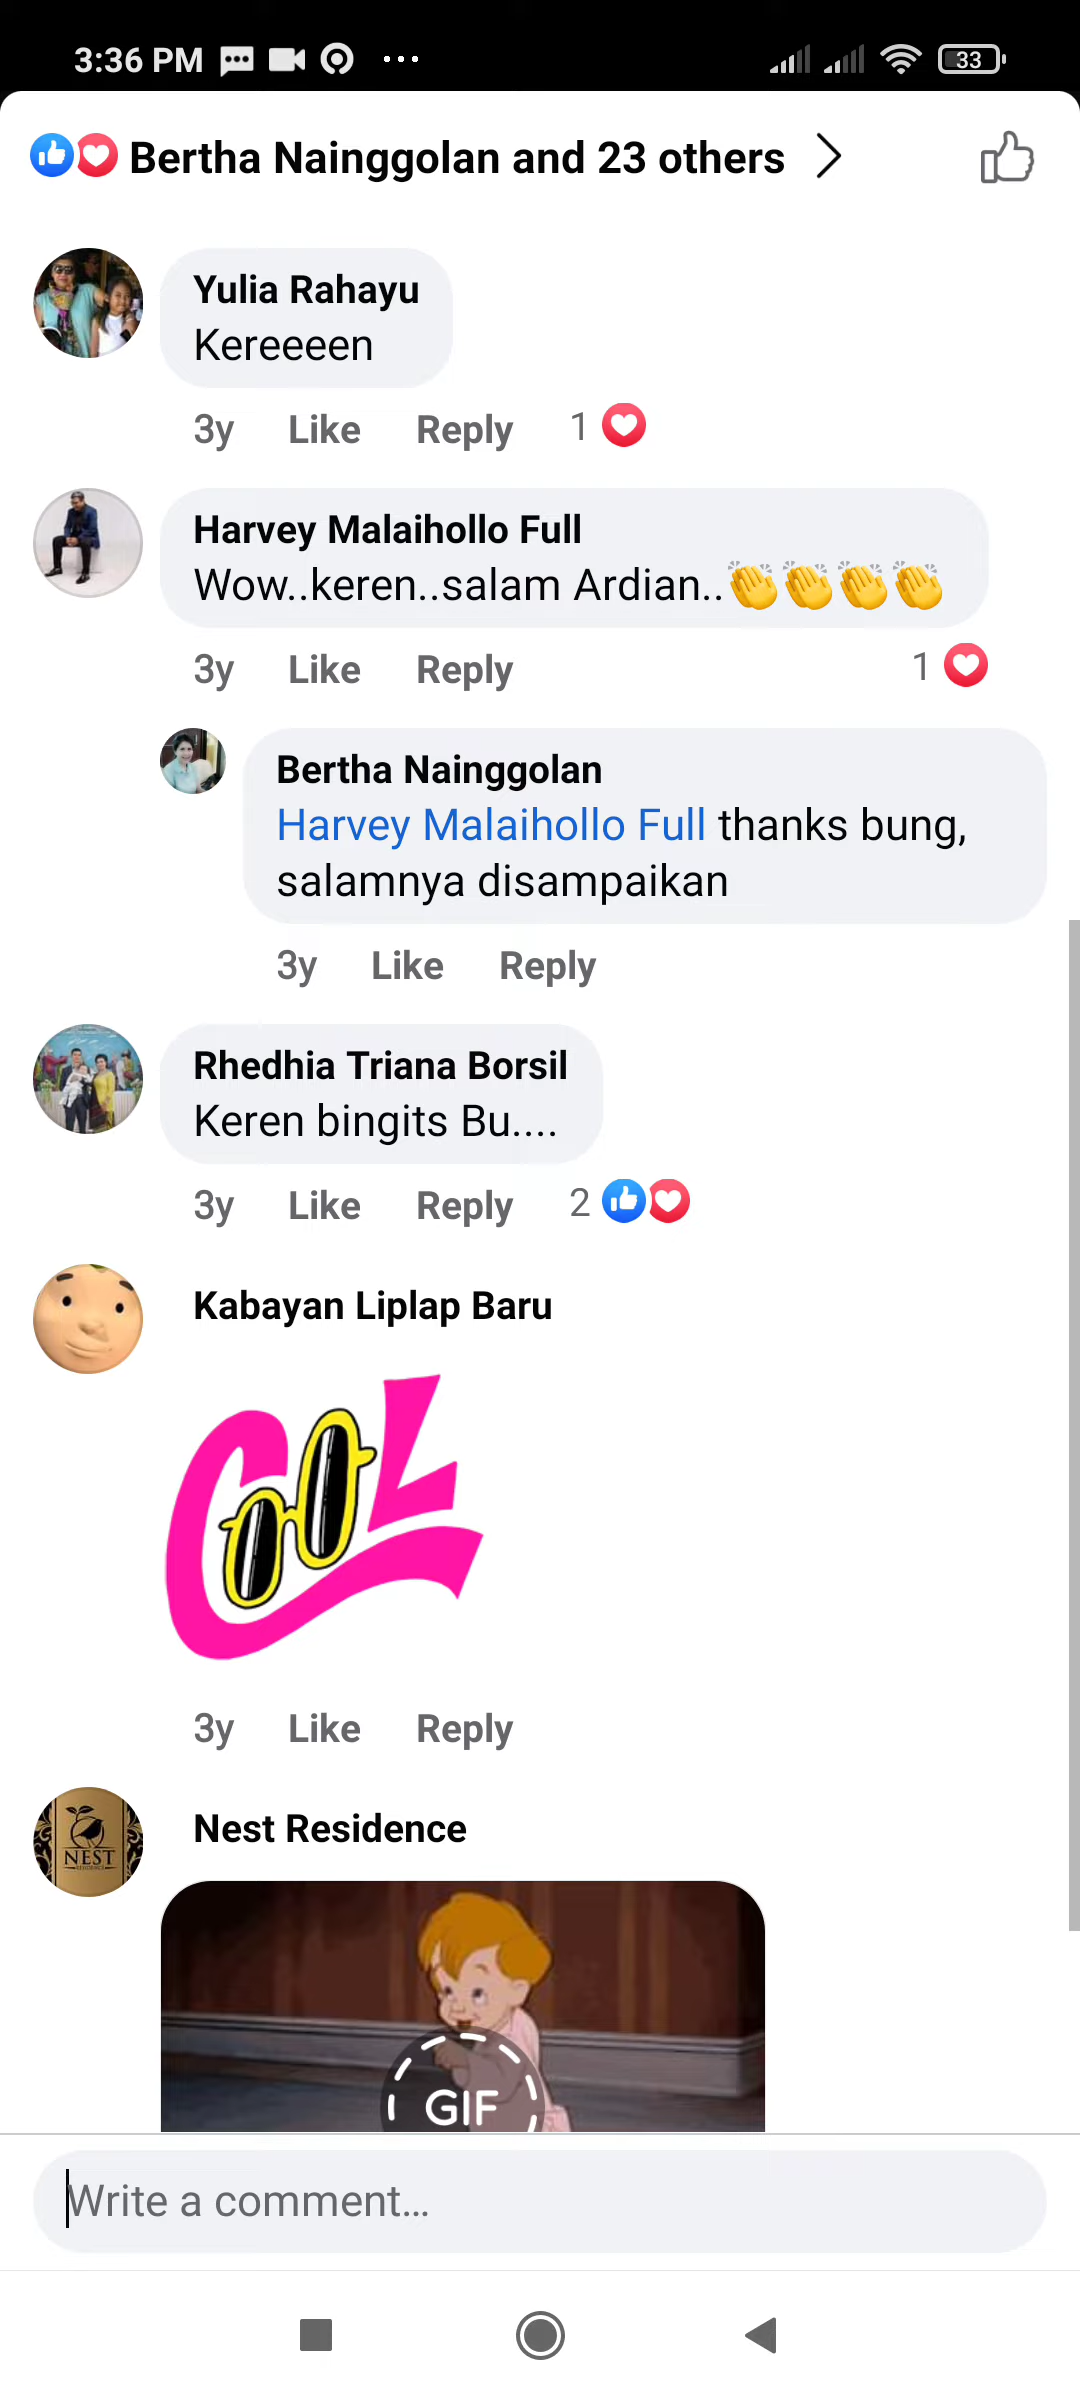 3:36 PM
33
Bertha Nainggolan and 23 others
Yulia Rahayu
Kereeeen
3y Like Reply 1
Harvey Malaihollo Full
Wow..keren..salam Ardian..👏👏👏👏
3y Like Reply 1
Bertha Nainggolan
Harvey Malaihollo Full thanks bung,
salamnya disampaikan
3y Like Reply
Rhedhia Triana Borsil
Keren bingits Bu....
3y Like Reply 2
Kabayan Liplap Baru
COOL
3y Like Reply
Nest Residence
NEST
GIF
Write a comment...